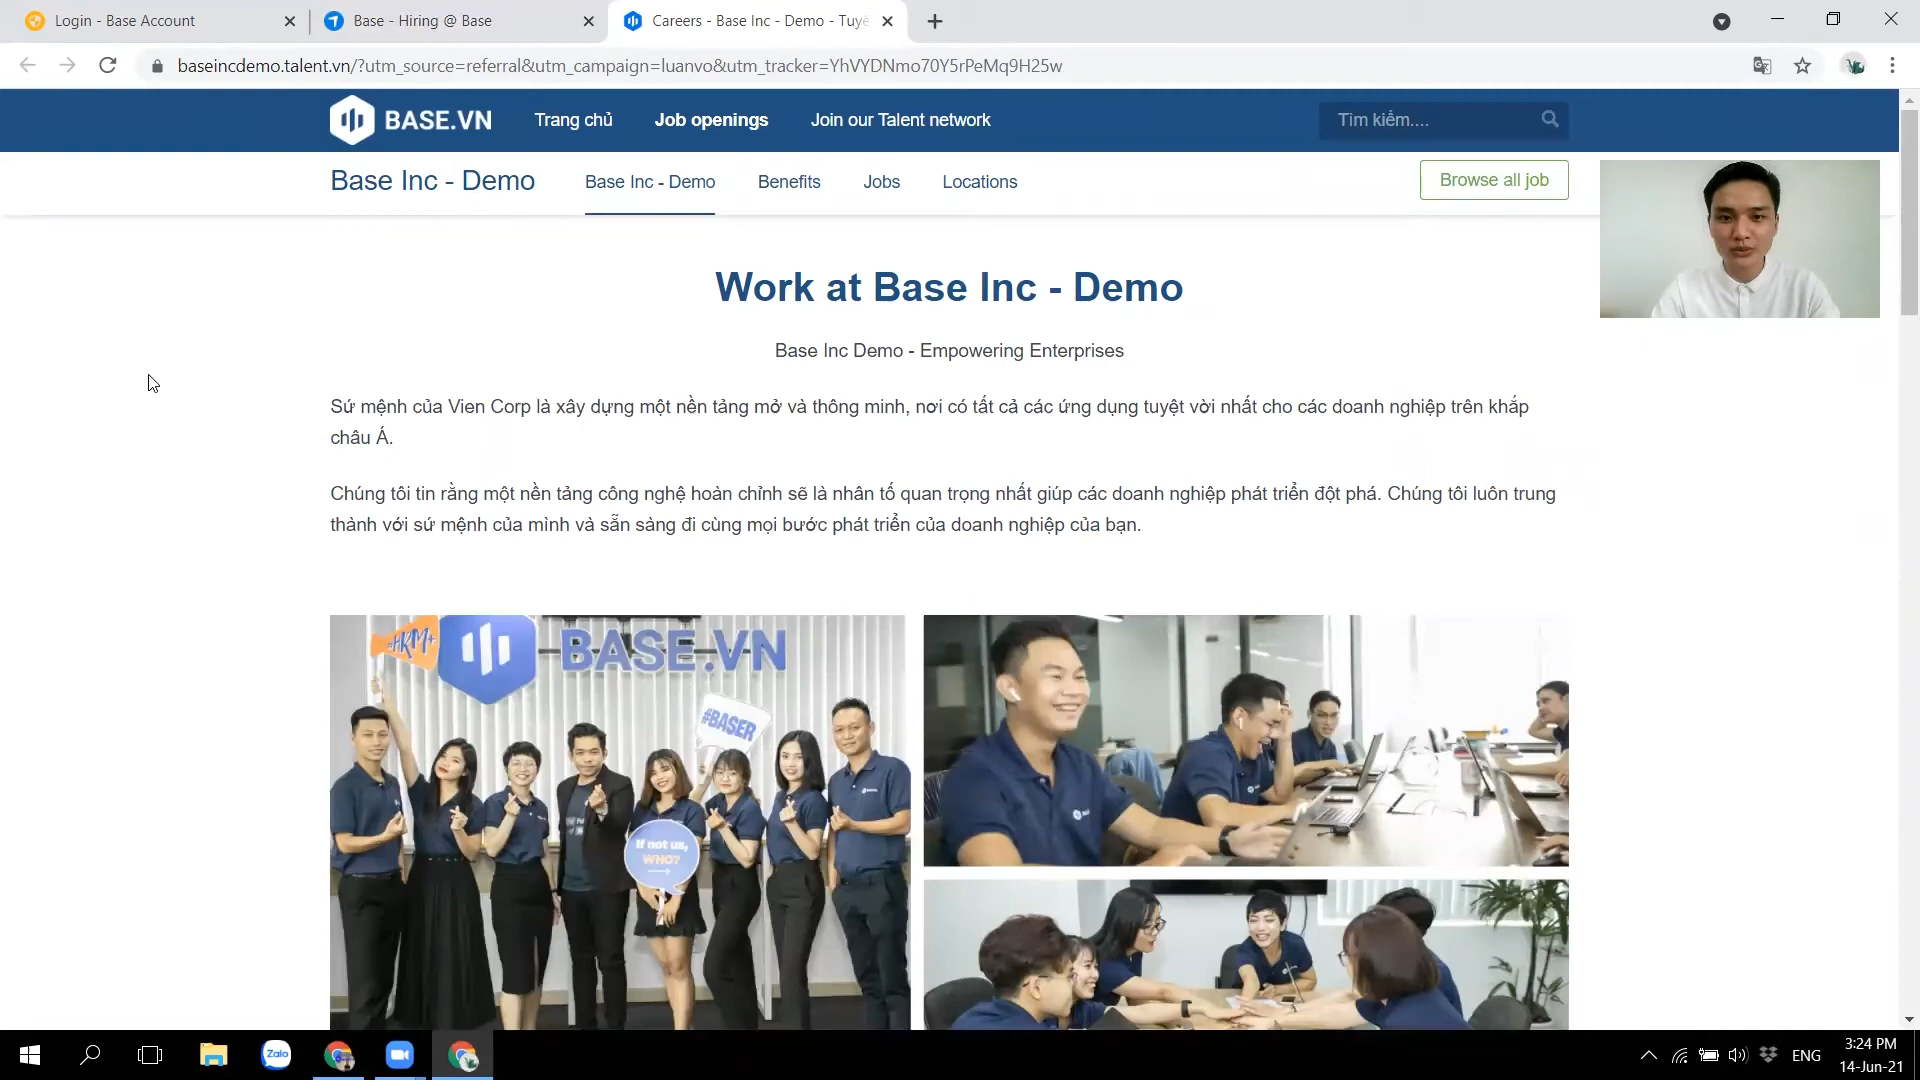 Login - Base Account
Base - Hiring @ Base
Careers - Base Inc - Demo - Tuyể
baseincdemo.talent.vn/?utm_source=referral&utm_campaign=luanvo&utm_tracker=YhVYDNmo70Y5rPeMq9H25w
BASE.VN
Trang chủ
Job openings
Join our Talent network
Tìm kiếm....
Base Inc - Demo
Base Inc - Demo
Benefits
Jobs
Locations
Browse all job
Work at Base Inc - Demo
Base Inc Demo - Empowering Enterprises
Sứ mệnh của Vien Corp là xây dựng một nền tảng mở và thông minh, nơi có tất cả các ứng dụng tuyệt vời nhất cho các doanh nghiệp trên khắp
châu Á.
Chúng tôi tin rằng một nền tảng công nghệ hoàn chỉnh sẽ là nhân tố quan trọng nhất giúp các doanh nghiệp phát triển đột phá. Chúng tôi luôn trung
thành với sứ mệnh của mình và sẵn sàng đi cùng mọi bước phát triển của doanh nghiệp của bạn.
#HRM+
BASE.VN
#BASER
If not us,
WHO?
Zalo
ENG
3:24 PM
14-Jun-21